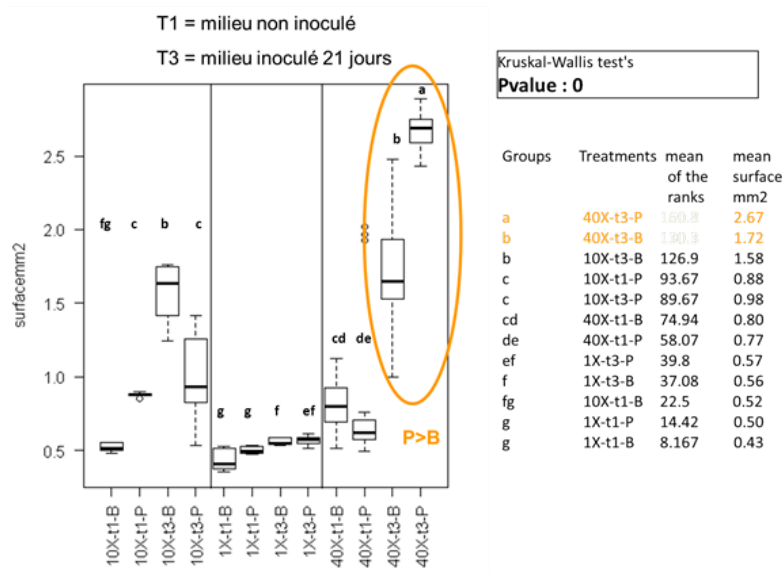 T1 = milieu non inoculé
T3 = milieu inoculé 21 jours
surfacemm2
2.5
2.0
1.5
1.0
0.5
fg c b c
g g f ef
cd de b a
P>B
10X-t1-B
10X-t1-P
10X-t3-B
10X-t3-P
1X-t1-B
1X-t1-P
1X-t3-B
1X-t3-P
40X-t1-B
40X-t1-P
40X-t3-B
40X-t3-P
Kruskal-Wallis test's
Pvalue : 0
Groups Treatments mean mean
of the surface
ranks mm2
a 40X-t3-P 160.8 2.67
b 40X-t3-B 130.3 1.72
b 10X-t3-B 126.9 1.58
c 10X-t1-P 93.67 0.88
c 10X-t3-P 89.67 0.98
cd 40X-t1-B 74.94 0.80
de 40X-t1-P 58.07 0.77
ef 1X-t3-P 39.8 0.57
f 1X-t3-B 37.08 0.56
fg 10X-t1-B 22.5 0.52
g 1X-t1-P 14.42 0.50
g 1X-t1-B 8.167 0.43